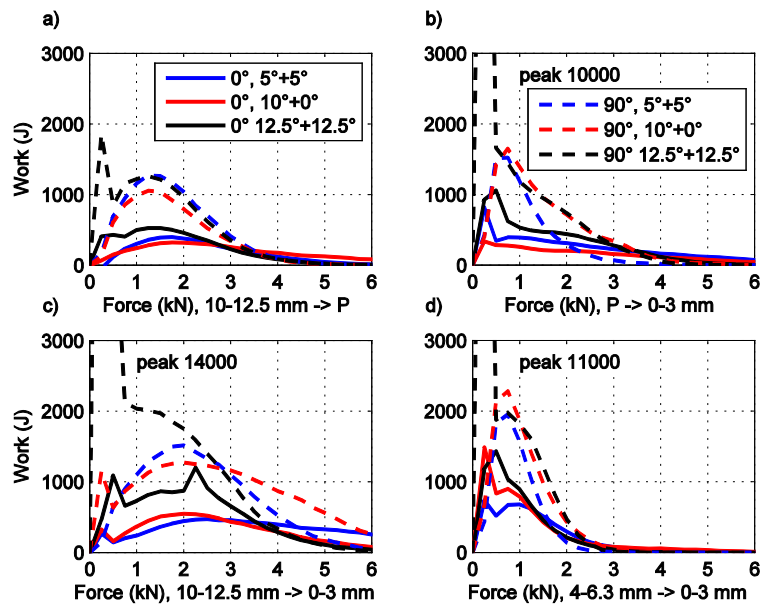 a)
3000
2000
1000
0
Work (J)
0°, 5°+5°
0°, 10°+0°
0° 12.5°+12.5°
0 1 2 3 4 5 6
Force (kN), 10-12.5 mm -> P
b)
3000
2000
1000
0
peak 10000
90°, 5°+5°
90°, 10°+0°
90° 12.5°+12.5°
0 1 2 3 4 5 6
Force (kN), P -> 0-3 mm
c)
3000
2000
1000
0
Work (J)
peak 14000
0 1 2 3 4 5 6
Force (kN), 10-12.5 mm -> 0-3 mm
d)
3000
2000
1000
0
peak 11000
0 1 2 3 4 5 6
Force (kN), 4-6.3 mm -> 0-3 mm